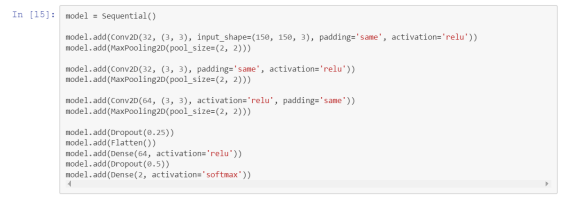 In [15]: model = Sequential()
model.add(Conv2D(32, (3, 3), input_shape=(150, 150, 3), padding='same', activation='relu'))
model.add(MaxPooling2D(pool_size=(2, 2)))
model.add(Conv2D(32, (3, 3), padding='same', activation='relu'))
model.add(MaxPooling2D(pool_size=(2, 2)))
model.add(Conv2D(64, (3, 3), activation='relu', padding='same'))
model.add(MaxPooling2D(pool_size=(2, 2)))
model.add(Dropout(0.25))
model.add(Flatten())
model.add(Dense(64, activation='relu'))
model.add(Dropout(0.5))
model.add(Dense(2, activation='softmax'))